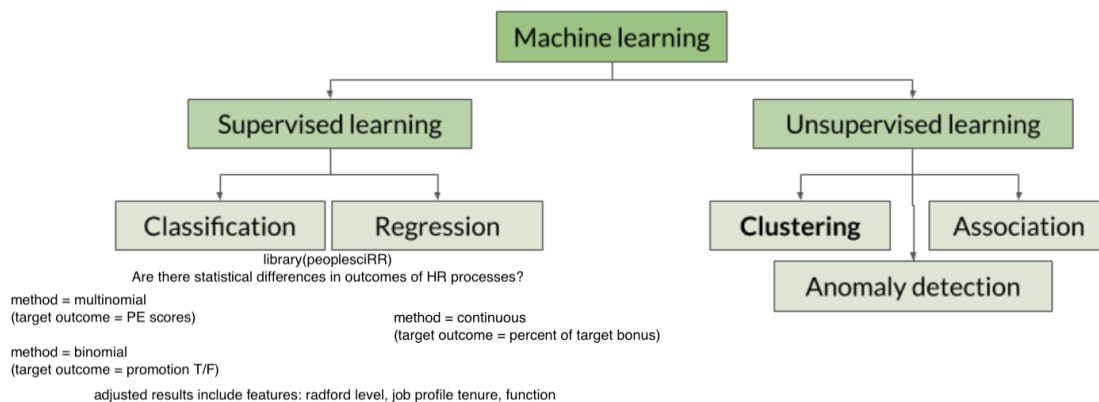 Machine learning
Supervised learning
Unsupervised learning
Classification
Regression
Clustering
Association
Anomaly detection
library(peoplesciRR)
Are there statistical differences in outcomes of HR processes?
method = multinomial
(target outcome = PE scores)
method = continuous
(target outcome = percent of target bonus)
method = binomial
(target outcome = promotion T/F)
adjusted results include features: radford level, job profile tenure, function